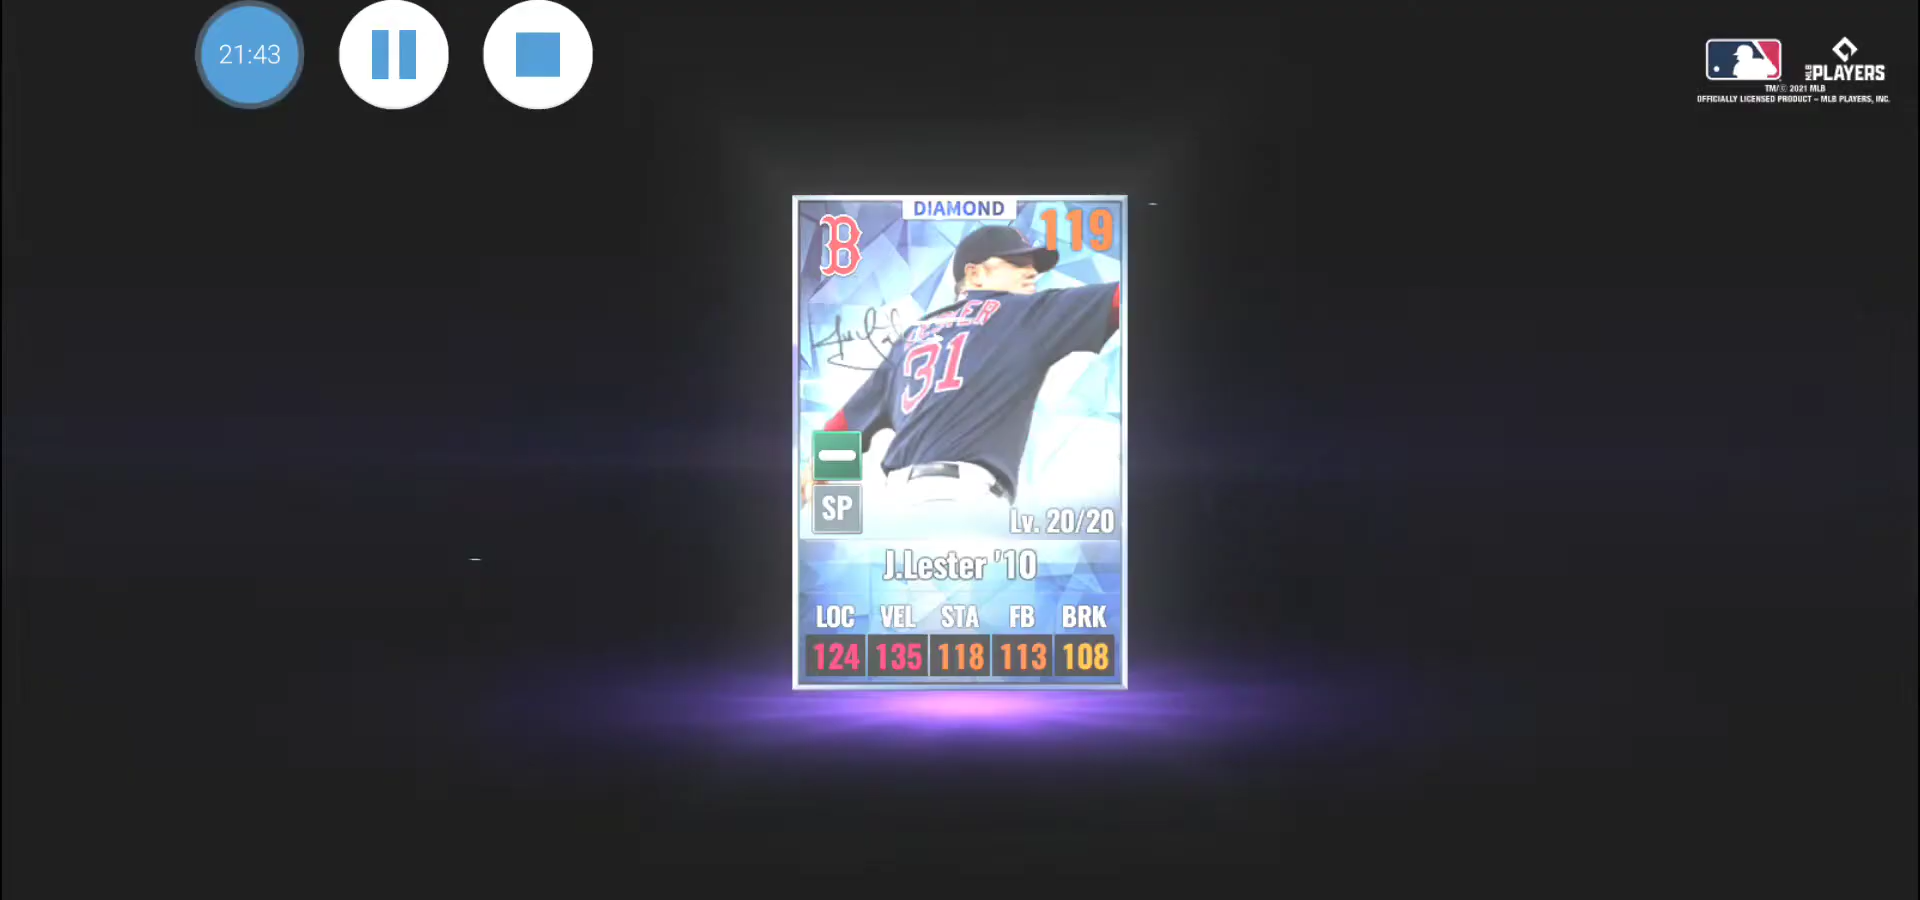 21:43
MLB PLAYERS
TM/© 2021 MLB
OFFICIALLY LICENSED PRODUCT – MLB PLAYERS, INC.
DIAMOND
B
119
31
SP
Lv. 20/20
J.Lester '10
LOC VEL STA FB BRK
124 135 118 113 108